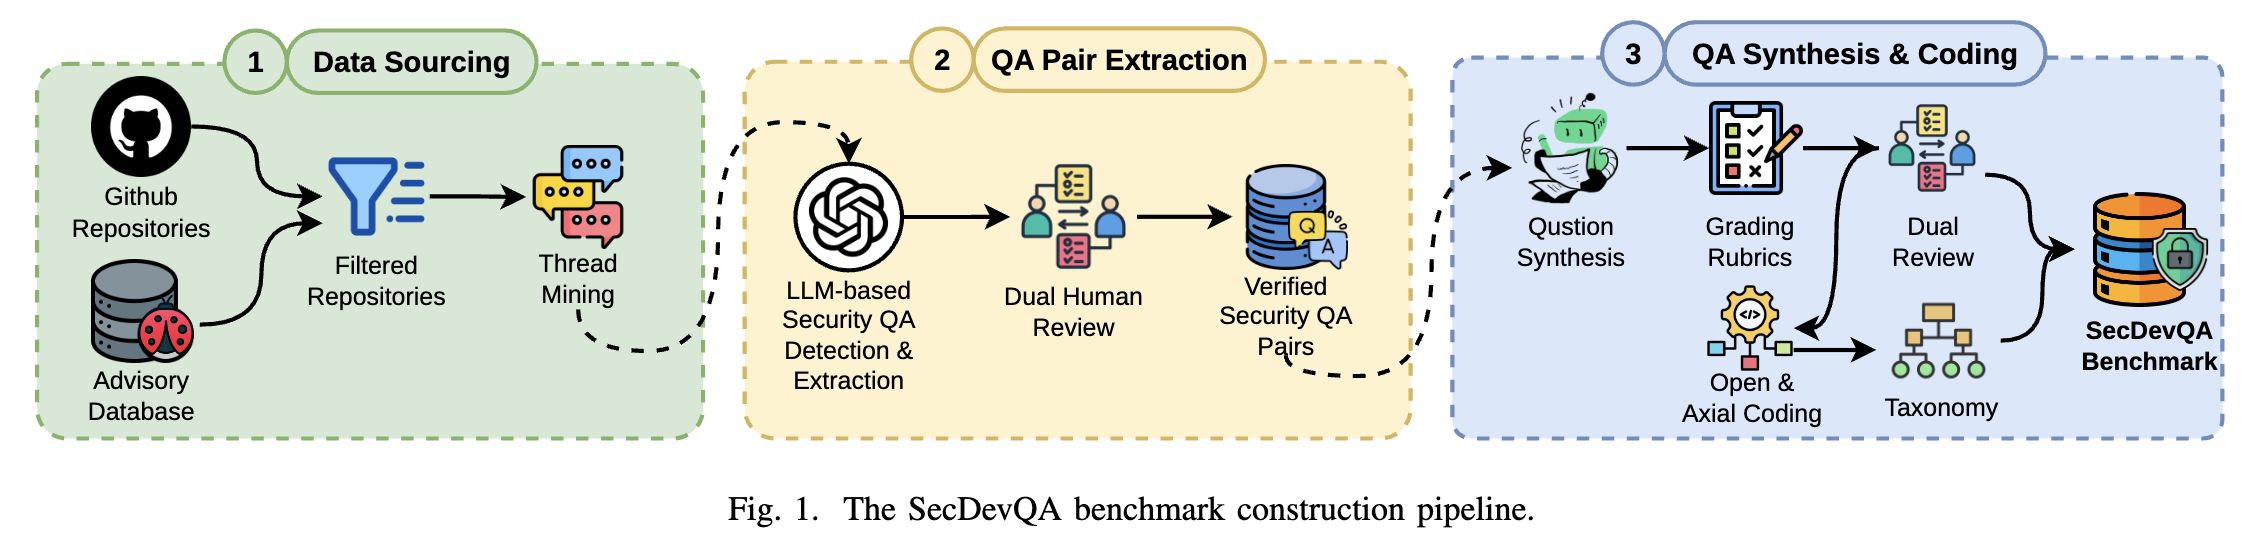 1 Data Sourcing
Github
Repositories
Advisory
Database
Filtered
Repositories
Thread
Mining
2 QA Pair Extraction
LLM-based
Security QA
Detection &
Extraction
Dual Human
Review
Q
A
Verified
Security QA
Pairs
3 QA Synthesis & Coding
Qustion
Synthesis
Grading
Rubrics
Dual
Review
</>
Open &
Axial Coding
Taxonomy
SecDevQA
Benchmark
Fig. 1. The SecDevQA benchmark construction pipeline.